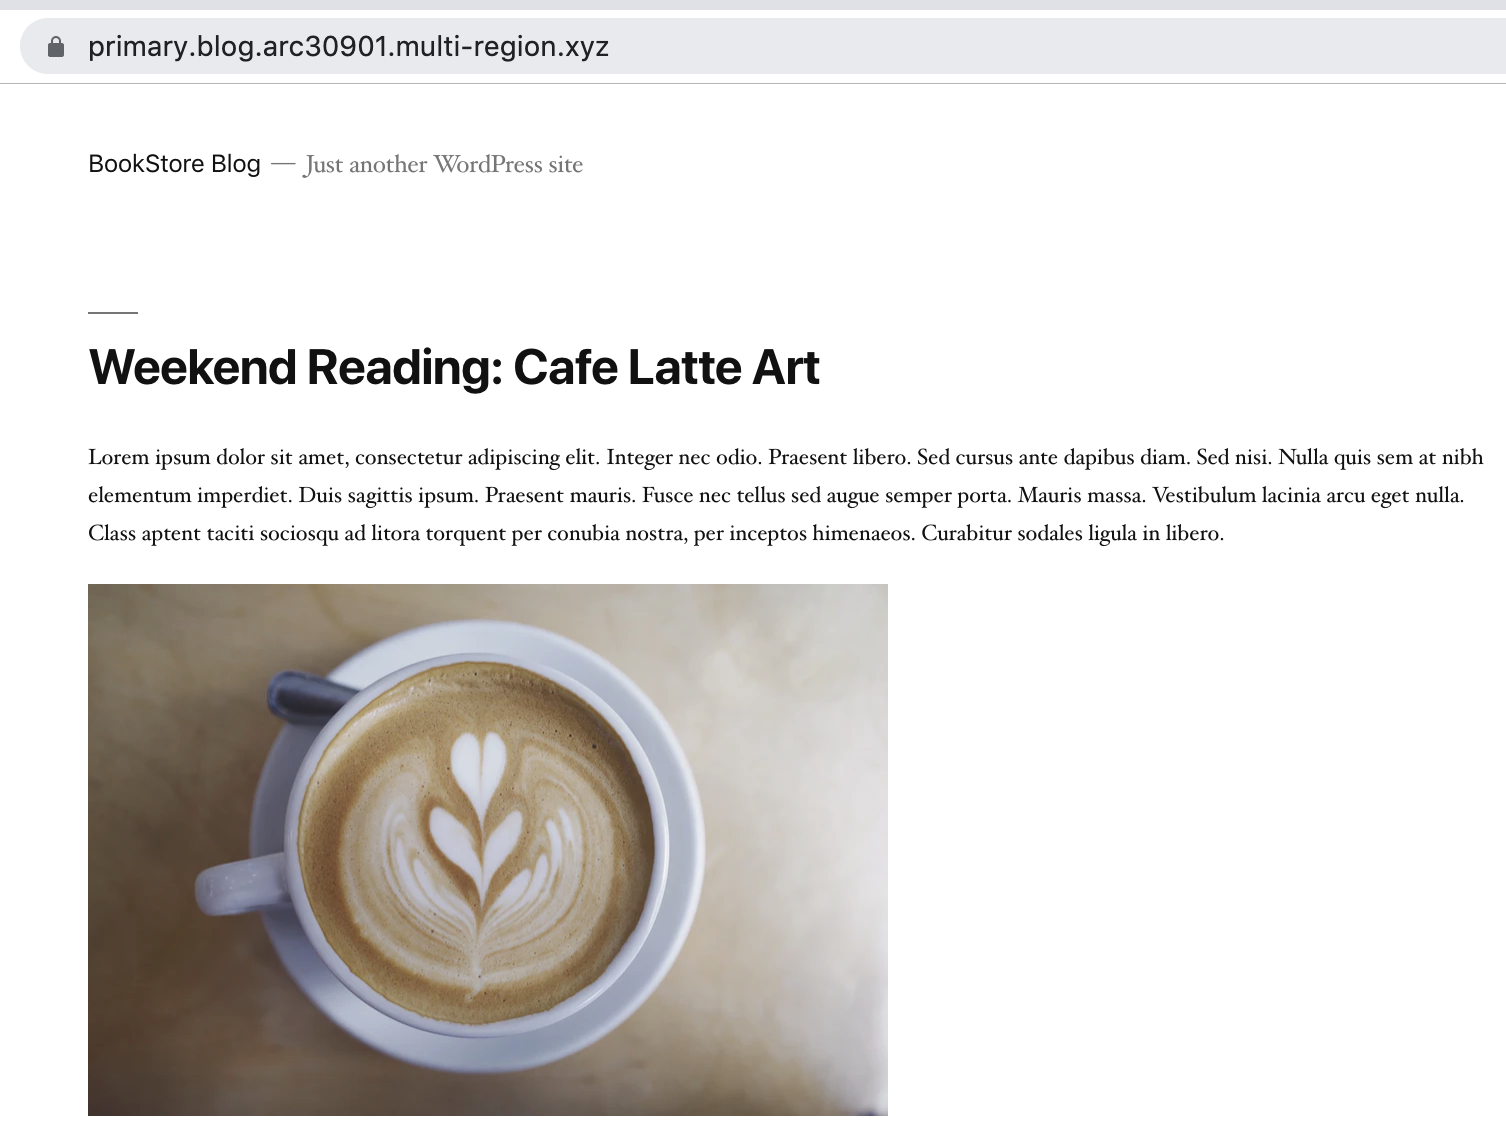 primary.blog.arc30901.multi-region.xyz
BookStore Blog — Just another WordPress site
Weekend Reading: Cafe Latte Art
Lorem ipsum dolor sit amet, consectetur adipiscing elit. Integer nec odio. Praesent libero. Sed cursus ante dapibus diam. Sed nisi. Nulla quis sem at nibh
elementum imperdiet. Duis sagittis ipsum. Praesent mauris. Fusce nec tellus sed augue semper porta. Mauris massa. Vestibulum lacinia arcu eget nulla.
Class aptent taciti sociosqu ad litora torquent per conubia nostra, per inceptos himenaeos. Curabitur sodales ligula in libero.